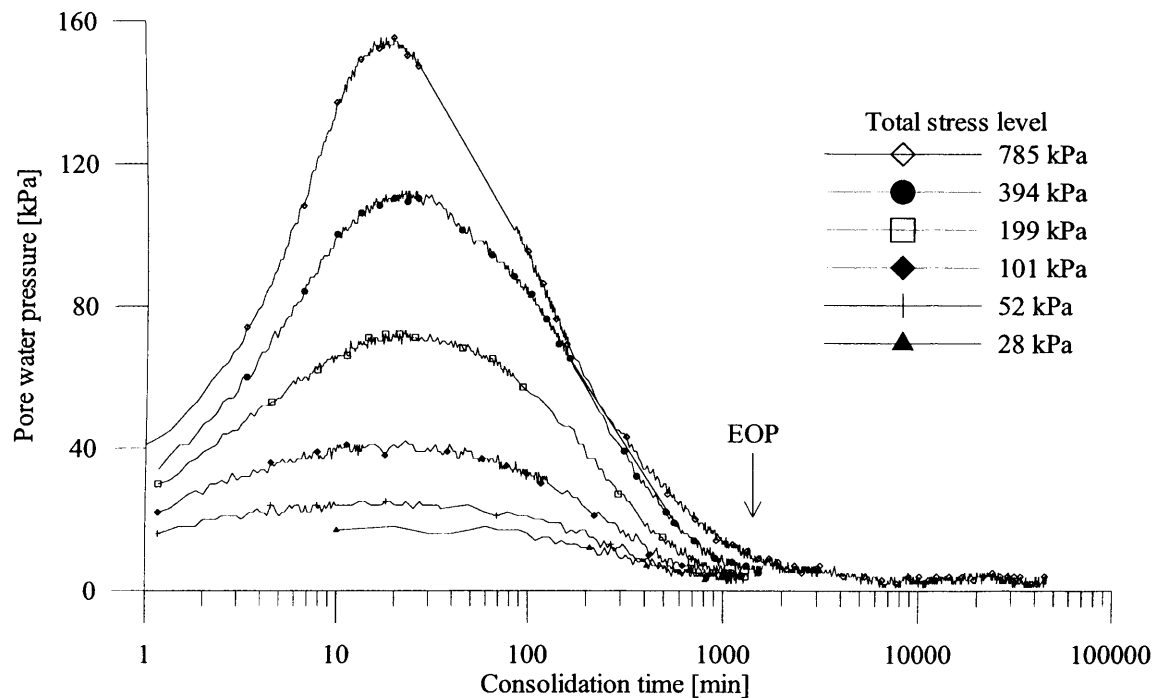 160
120
80
40
0
Pore water pressure [kPa]
Total stress level
785 kPa
394 kPa
199 kPa
101 kPa
52 kPa
28 kPa
EOP
1
10
100
1000
10000
100000
Consolidation time [min]